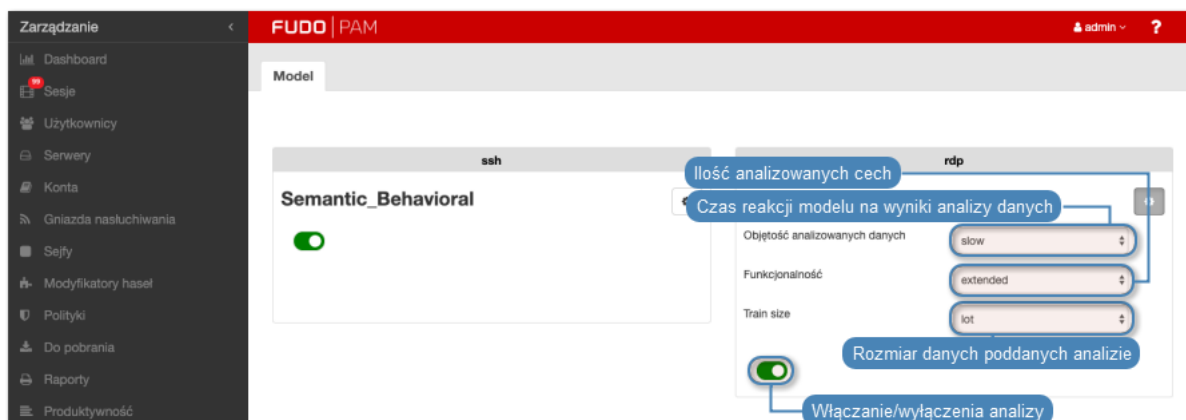 Zarządzanie
FUDO PAM
admin
?
Dashboard
Model
99
Sesje
Użytkownicy
Serwery
ssh
rdp
Ilość analizowanych cech
Konta
Semantic_Behavioral
Czas reakcji modelu na wyniki analizy danych
Gniazda nasłuchiwania
Objętość analizowanych danych
slow
Sejfy
Funkcjonalność
extended
Modyfikatory haseł
Train size
lot
Polityki
Do pobrania
Rozmiar danych poddanych analizie
Raporty
Produktywność
Włączanie/wyłączenia analizy